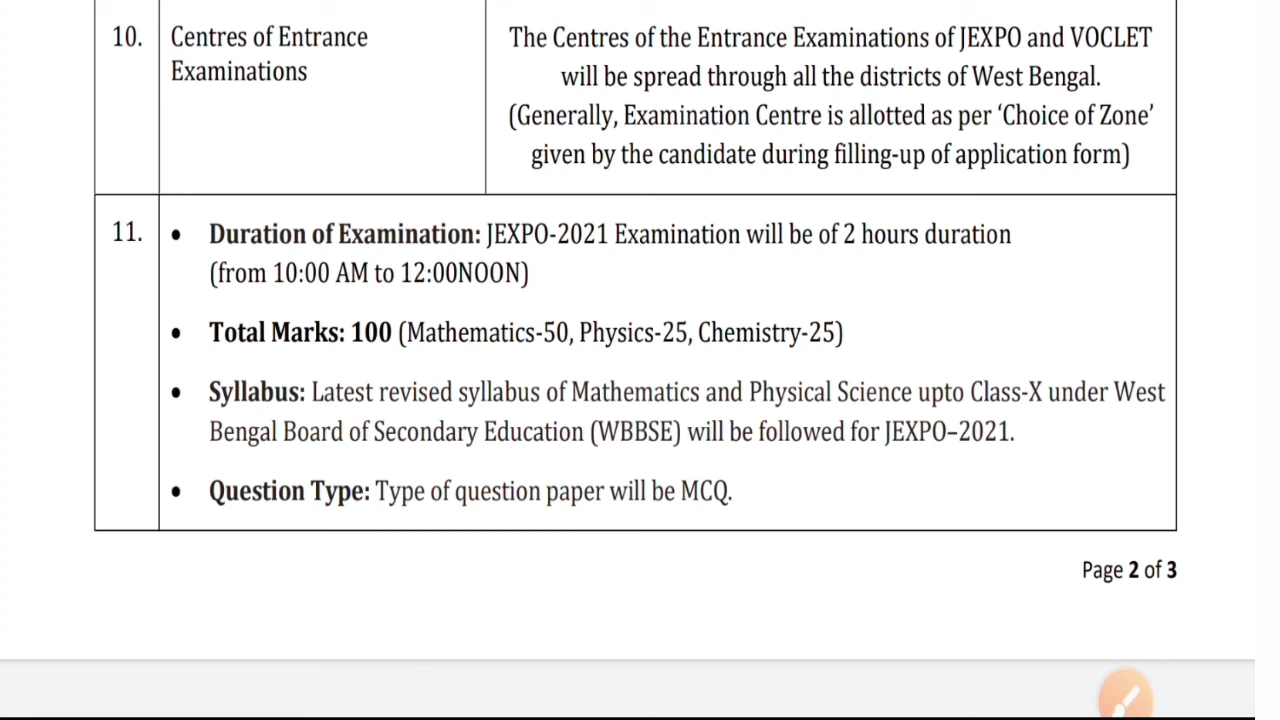 10. Centres of Entrance
Examinations
The Centres of the Entrance Examinations of JEXPO and VOCLET
will be spread through all the districts of West Bengal.
(Generally, Examination Centre is allotted as per ‘Choice of Zone’
given by the candidate during filling-up of application form)
11. • Duration of Examination: JEXPO-2021 Examination will be of 2 hours duration
(from 10:00 AM to 12:00NOON)
• Total Marks: 100 (Mathematics-50, Physics-25, Chemistry-25)
• Syllabus: Latest revised syllabus of Mathematics and Physical Science upto Class-X under West
Bengal Board of Secondary Education (WBBSE) will be followed for JEXPO–2021.
• Question Type: Type of question paper will be MCQ.
Page 2 of 3